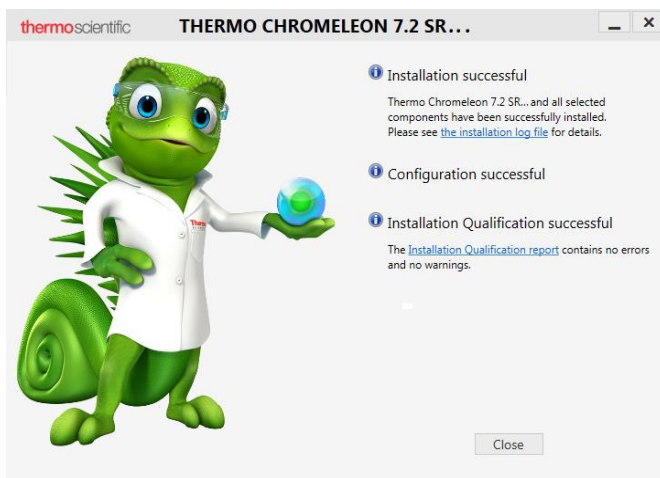 thermoscientific
THERMO CHROMELEON 7.2 SR...
Installation successful
Thermo Chromeleon 7.2 SR... and all selected
components have been successfully installed.
Please see the installation log file for details.
Configuration successful
Installation Qualification successful
The Installation Qualification report contains no errors
and no warnings.
Close